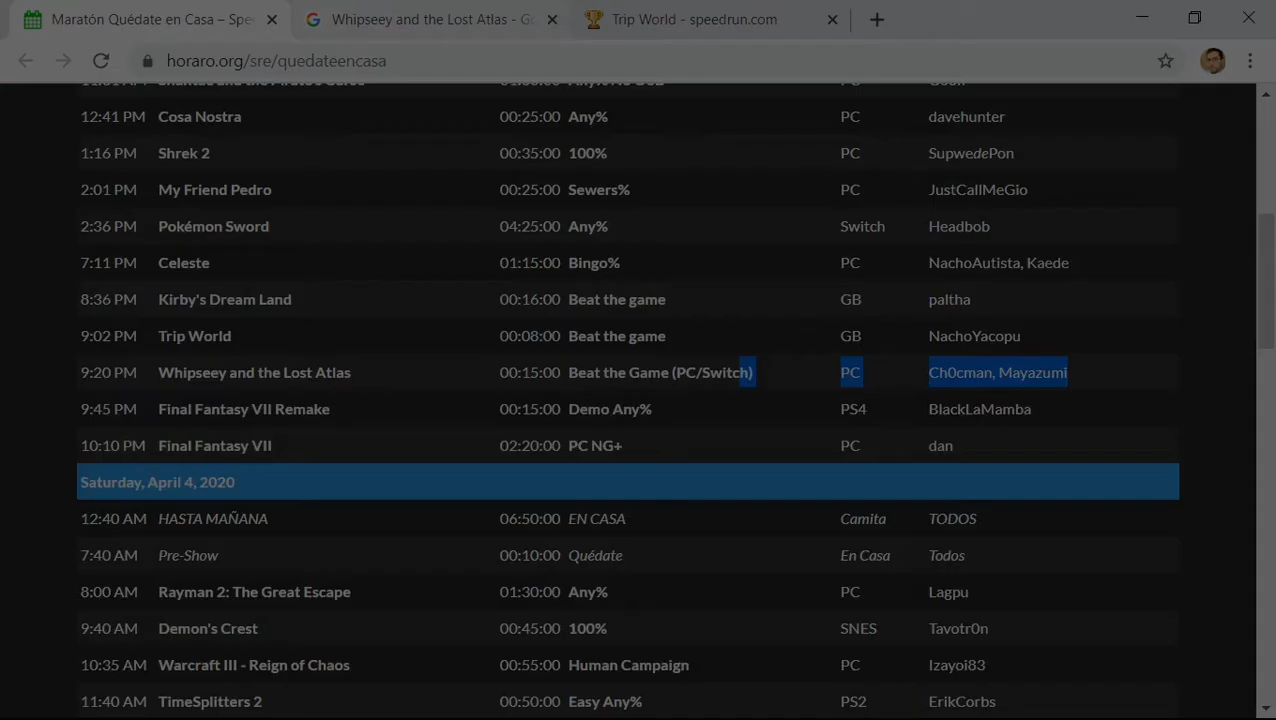 Maratón Quédate en Casa – Spe
Whipseey and the Lost Atlas - Go
Trip World - speedrun.com
horaro.org/sre/quedateencasa
12:41 PM Cosa Nostra 00:25:00 Any% PC davehunter
1:16 PM Shrek 2 00:35:00 100% PC SupwedePon
2:01 PM My Friend Pedro 00:25:00 Sewers% PC JustCallMeGio
2:36 PM Pokémon Sword 04:25:00 Any% Switch Headbob
7:11 PM Celeste 01:15:00 Bingo% PC NachoAutista, Kaede
8:36 PM Kirby's Dream Land 00:16:00 Beat the game GB paltha
9:02 PM Trip World 00:08:00 Beat the game GB NachoYacopu
9:20 PM Whipseey and the Lost Atlas 00:15:00 Beat the Game (PC/Switch) PC Ch0cman, Mayazumi
9:45 PM Final Fantasy VII Remake 00:15:00 Demo Any% PS4 BlackLaMamba
10:10 PM Final Fantasy VII 02:20:00 PC NG+ PC dan
Saturday, April 4, 2020
12:40 AM HASTA MAÑANA 06:50:00 EN CASA Camita TODOS
7:40 AM Pre-Show 00:10:00 Quédate En Casa Todos
8:00 AM Rayman 2: The Great Escape 01:30:00 Any% PC Lagpu
9:40 AM Demon's Crest 00:45:00 100% SNES Tavotr0n
10:35 AM Warcraft III - Reign of Chaos 00:55:00 Human Campaign PC Izayoi83
11:40 AM TimeSplitters 2 00:50:00 Easy Any% PS2 ErikCorbs